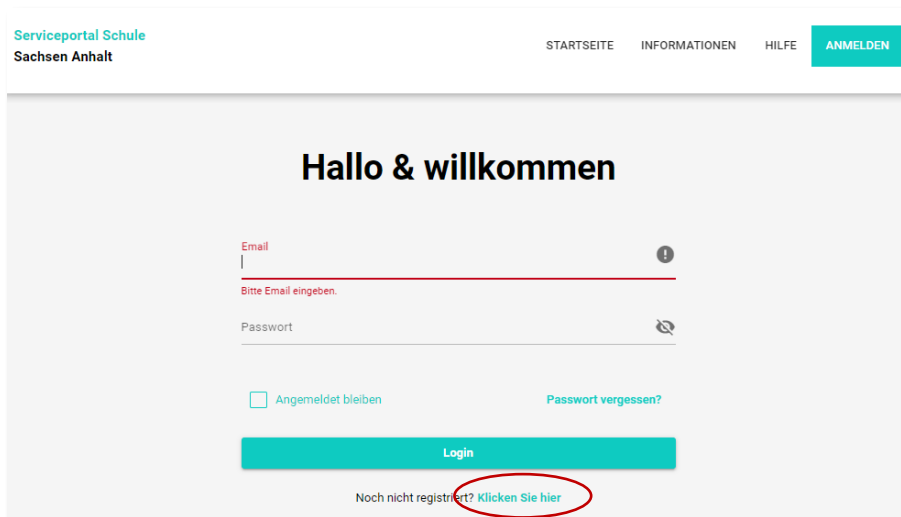 Serviceportal Schule
Sachsen Anhalt
STARTSEITE INFORMATIONEN HILFE ANMELDEN
Hallo & willkommen
Email
Bitte Email eingeben.
Passwort
Angemeldet bleiben Passwort vergessen?
Login
Noch nicht registriert? Klicken Sie hier